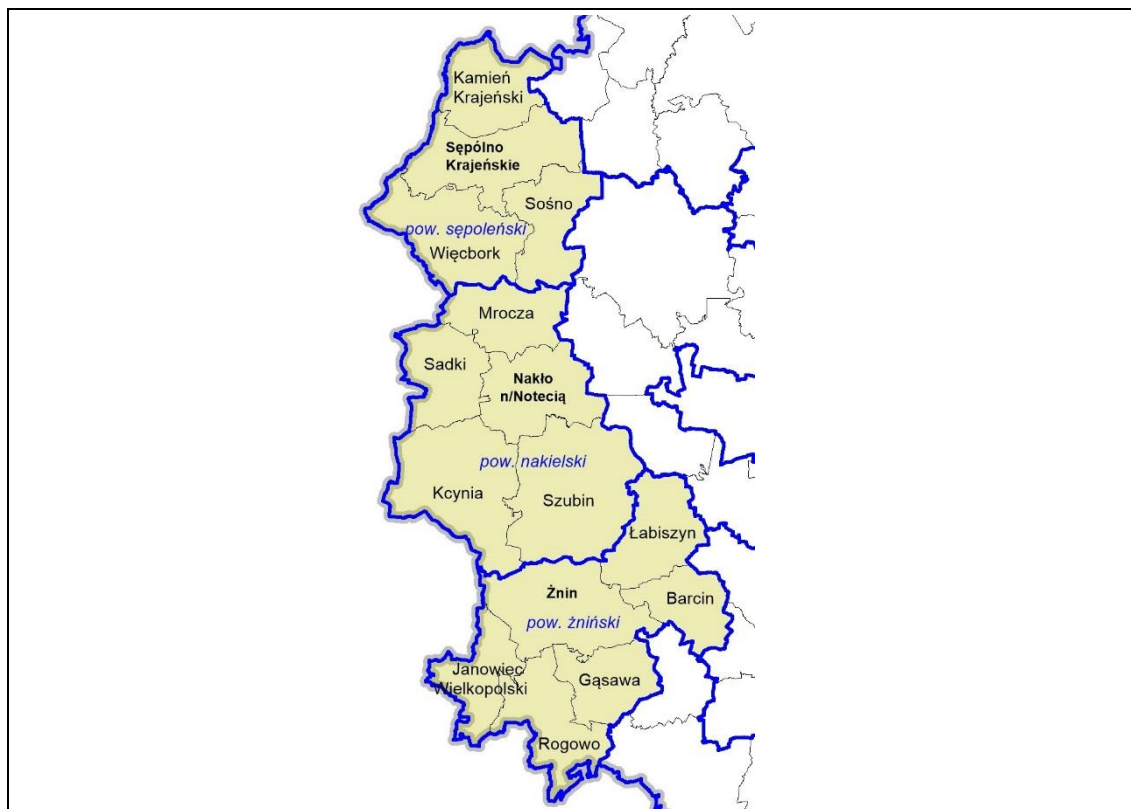 Kamień
Krajeński
Sępólno
Krajeńskie
Sośno
pow. sępoleński
Więcbork
Mrocza
Sadki
Nakło
n/Notecią
pow. nakielski
Kcynia
Szubin
Łabiszyn
Żnin
Barcin
pow. żniński
Janowiec
Wielkopolski
Gąsawa
Rogowo